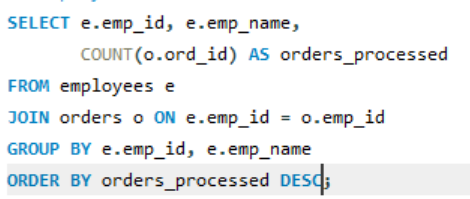 SELECT e.emp_id, e.emp_name,
COUNT(o.ord_id) AS orders_processed
FROM employees e
JOIN orders o ON e.emp_id = o.emp_id
GROUP BY e.emp_id, e.emp_name
ORDER BY orders_processed DESC;